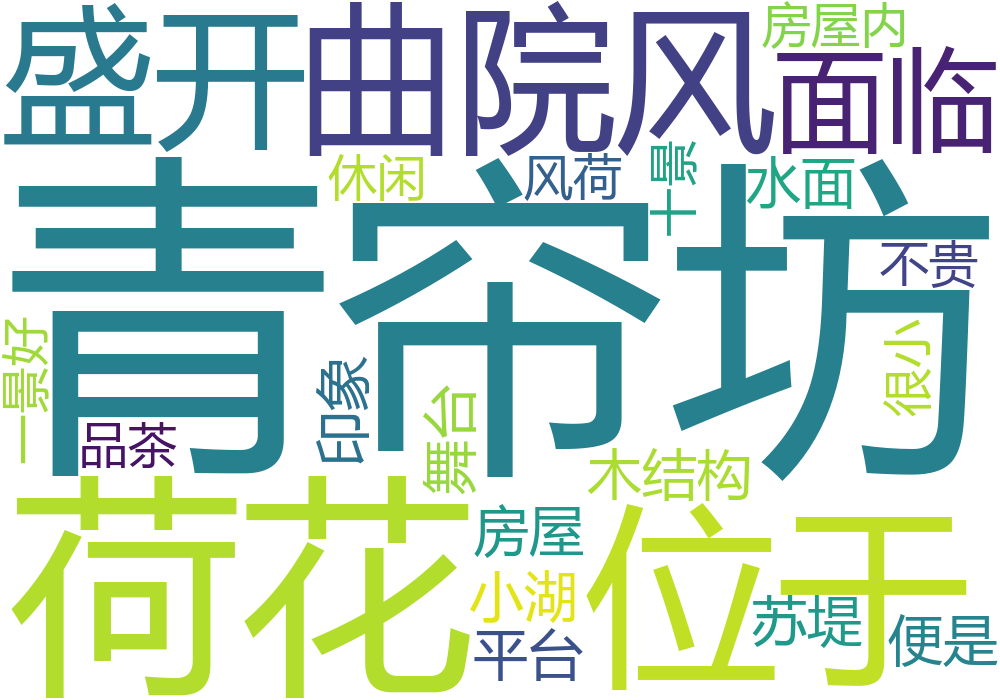 盛开
曲院风
房屋内
面临
休闲
风荷
十景
水面
青帘坊
不贵
一景好
印象
很小
舞台
品茶
荷花
木结构
位于
房屋
小湖
苏堤
平台
便是